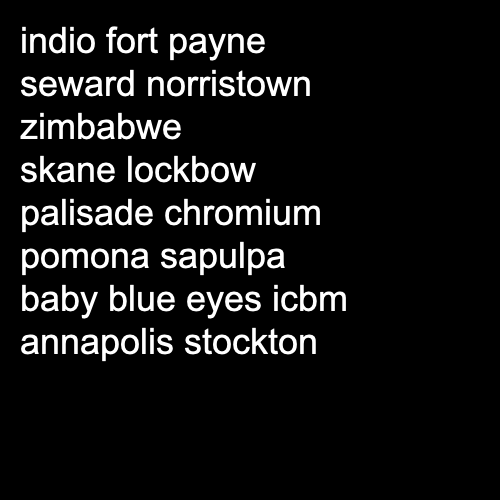 indio fort payne
seward norristown
zimbabwe
skane lockbow
palisade chromium
pomona sapulpa
baby blue eyes icbm
annapolis stockton